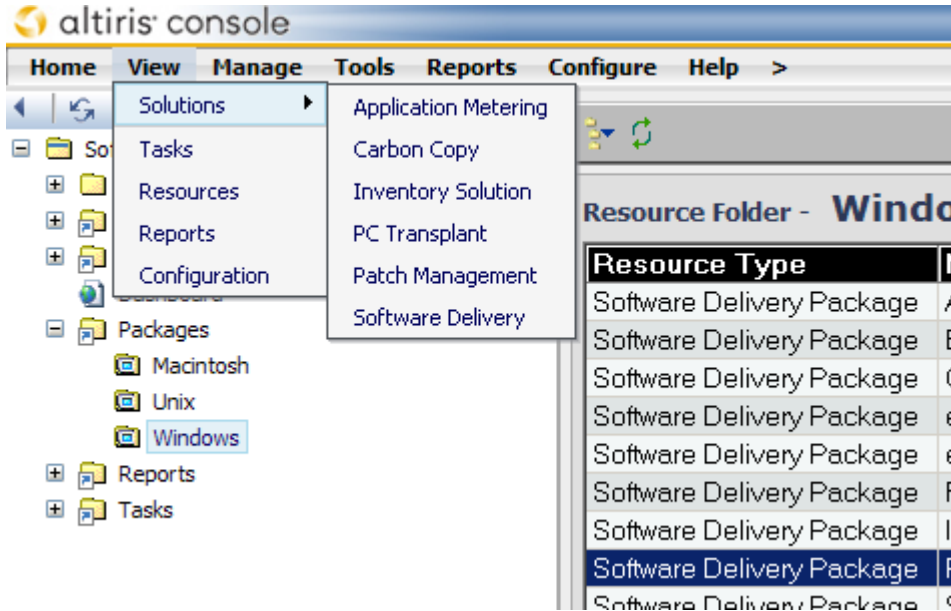 altiris console
Home View Manage Tools Reports Configure Help >
Solutions
Tasks
Resources
Reports
Configuration
Application Metering
Carbon Copy
Inventory Solution
PC Transplant
Patch Management
Software Delivery
Packages
Macintosh
Unix
Windows
Reports
Tasks
Resource Folder -
Resource Type
Software Delivery Package
Software Delivery Package
Software Delivery Package
Software Delivery Package
Software Delivery Package
Software Delivery Package
Software Delivery Package
Software Delivery Package
Software Delivery Package